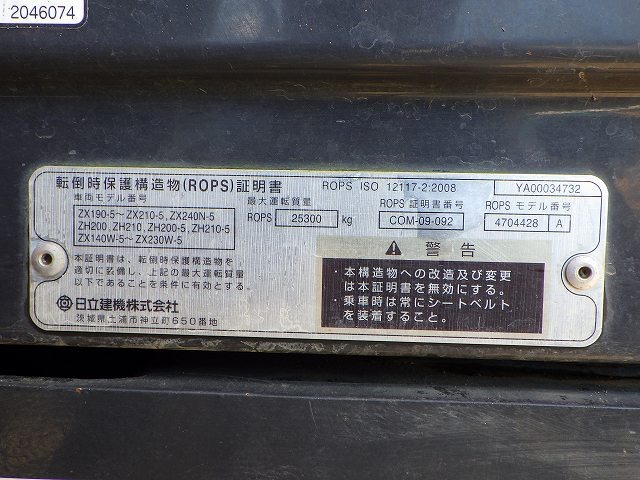 2046074
転倒時保護構造物(ROPS)証明書
ROPS ISO 12117-2:2008
YA00034732
車両モデル番号
ZX190-5～ZX210-5, ZX240N-5
ZH200, ZH210, ZH200-5, ZH210-5
ZX140W-5～ZX230W-5
最大運転質量
ROPS 25300 kg
ROPS 証明書番号
COM-09-092
ROPS モデル番号
4704428 A
本証明書は、転倒時保護構造物を
適切に装備し、上記の最大運転質量
以下であることを条件に有効とする。
日立建機株式会社
茨城県土浦市神立町650番地
警告
・本構造物への改造及び変更
は本証明書を無効にする。
・乗車時は常にシートベルト
を装着すること。